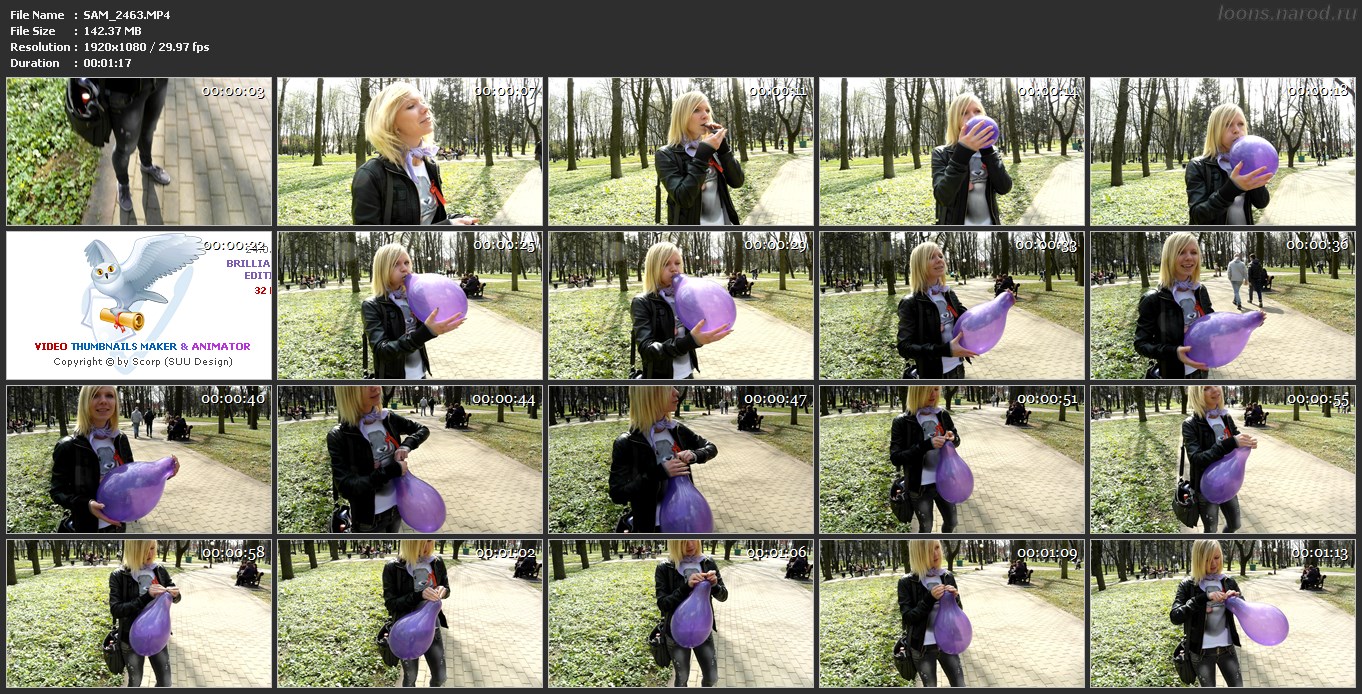 File Name : SAM_2463.MP4
loons.narod.ru
File Size : 142.37 MB
Resolution : 1920x1080 / 29.97 fps
Duration : 00:01:17
00:00:03
00:00:07
00:00:11
00:00:14
00:00:18
00:00:22
BRILLIA
EDIT
32
VIDEO THUMBNAILS MAKER & ANIMATOR
Copyright © by Scorp (SUU Design)
00:00:25
00:00:29
00:00:33
00:00:36
00:00:40
00:00:44
00:00:47
00:00:51
00:00:55
00:00:58
00:01:02
00:01:06
00:01:09
00:01:13